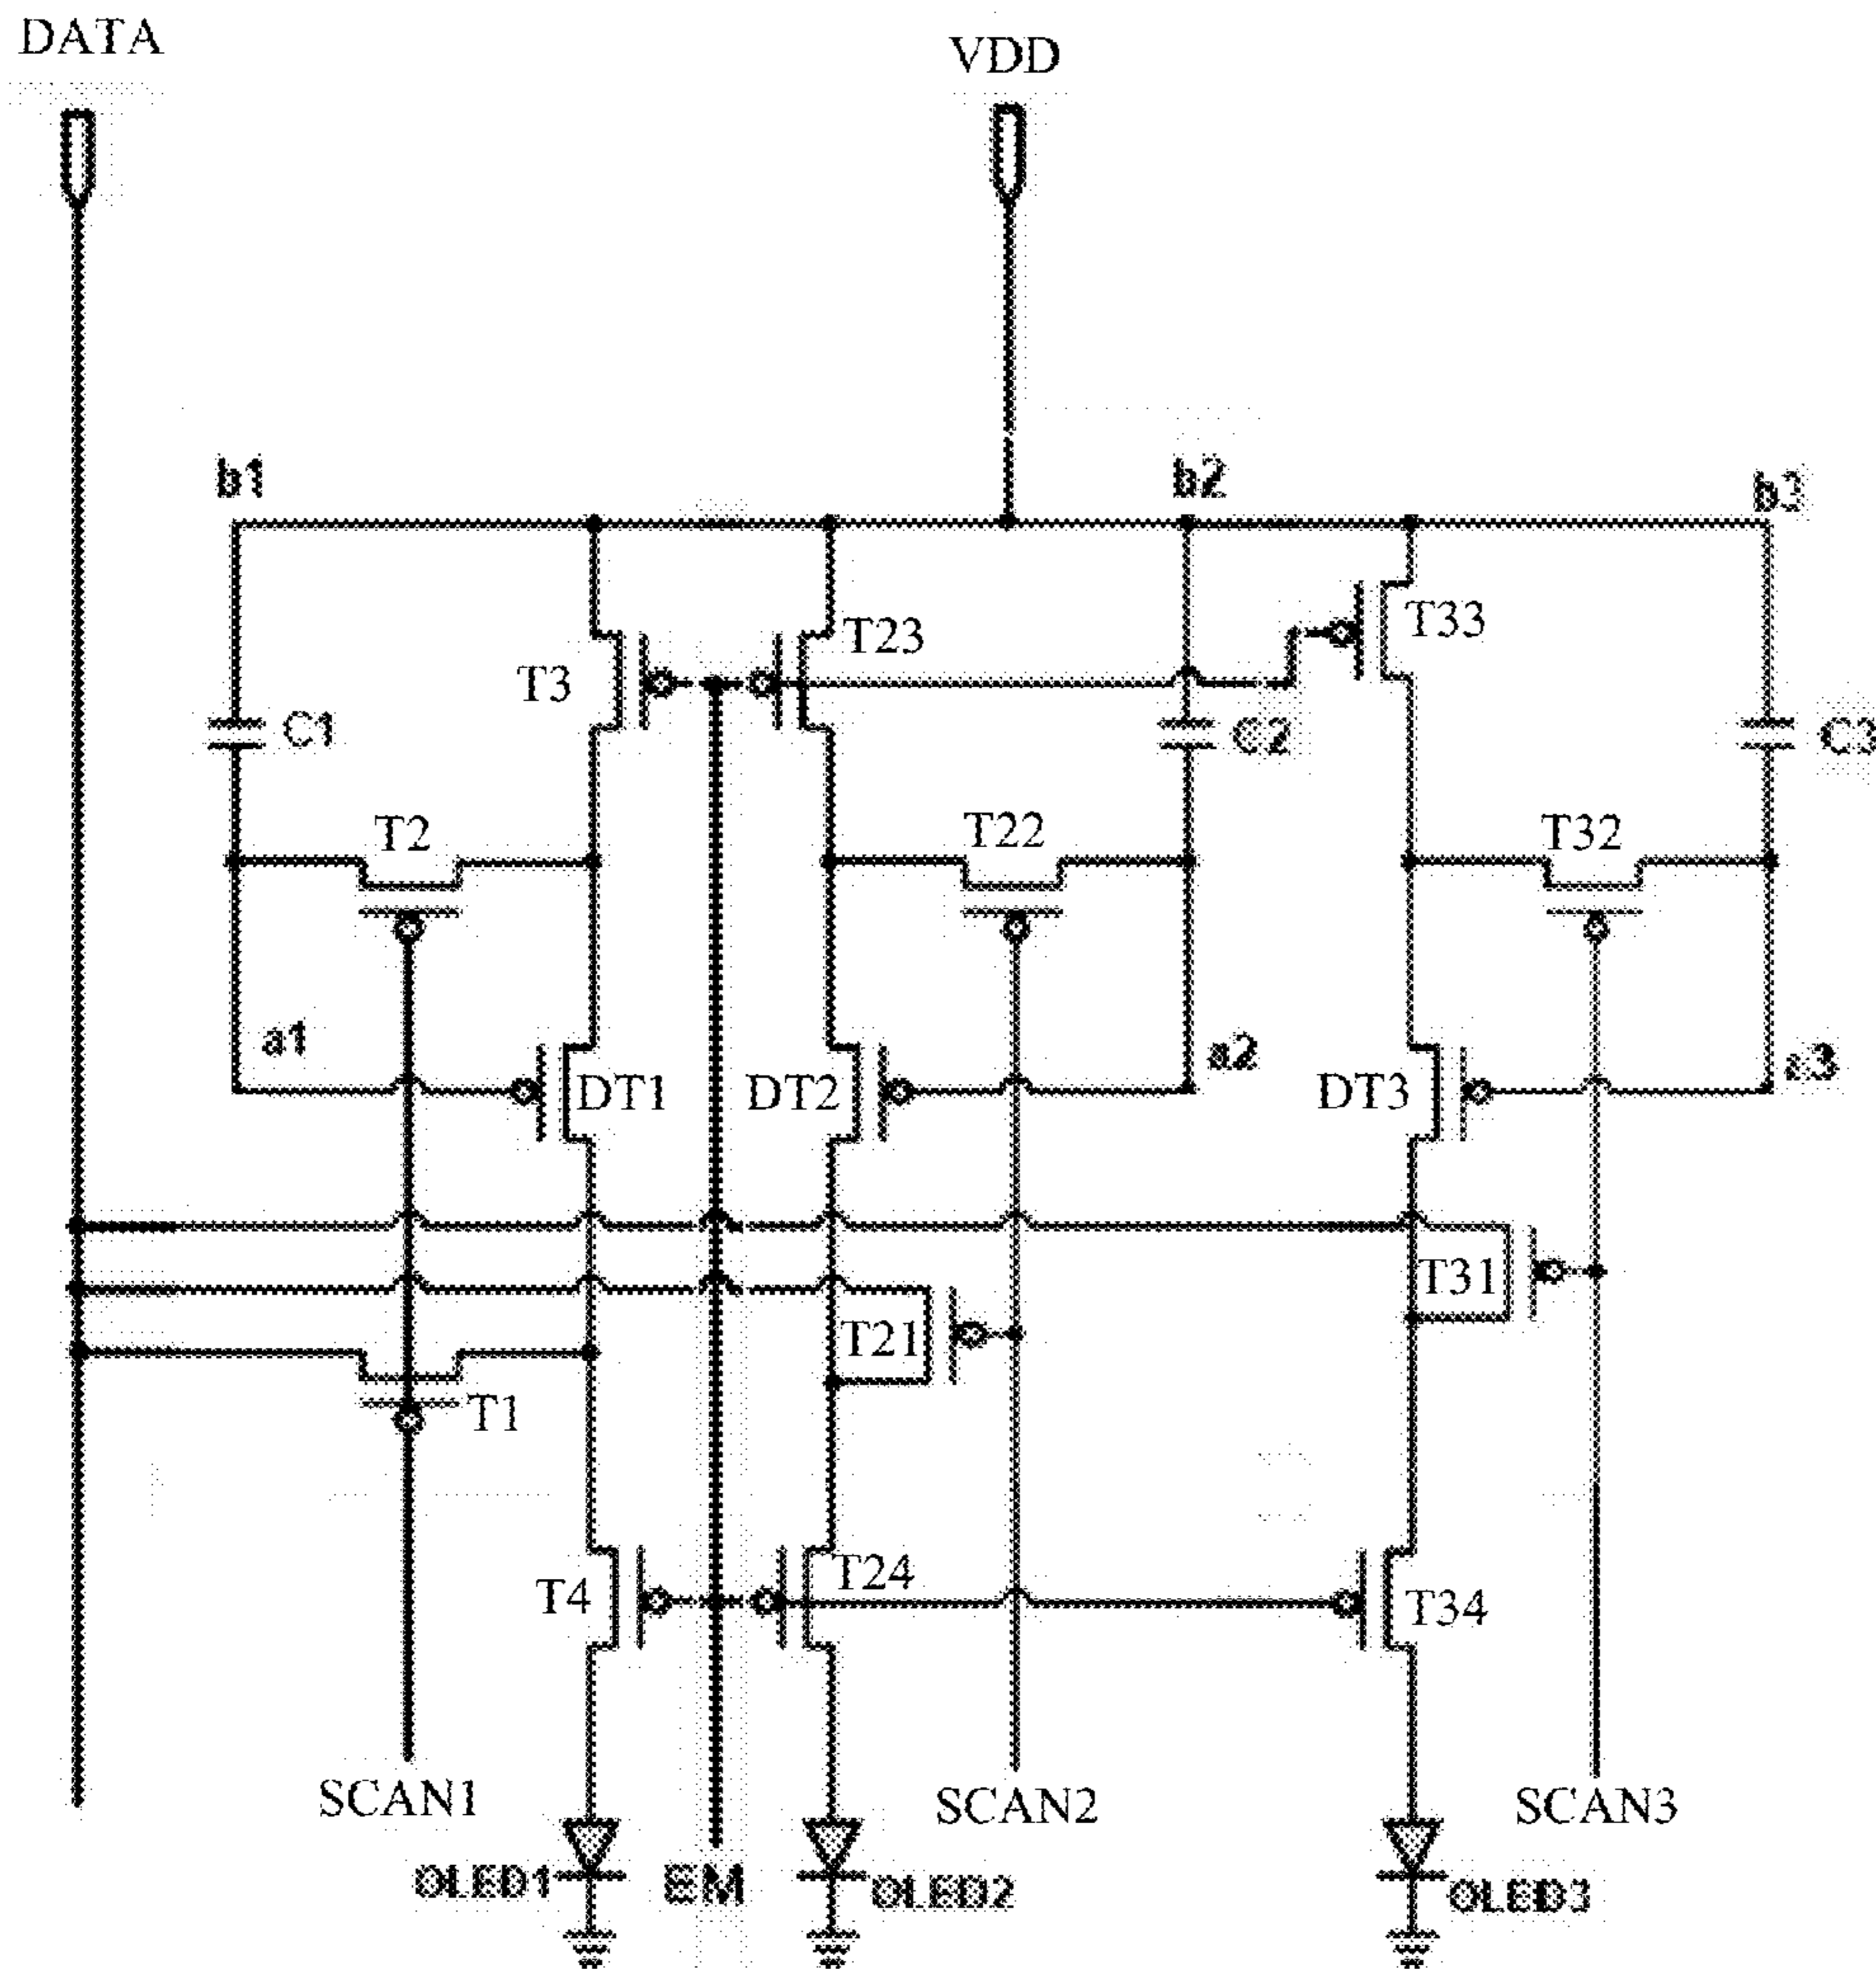 DATA
VDD
b1
b2
b3
T3
T23
T33
C1
C2
C3
T2
T22
T32
a1
a2
a3
DT1
DT2
DT3
T31
T21
T1
T4
T24
T34
SCAN1
SCAN2
SCAN3
OLED1
EM
OLED2
OLED3